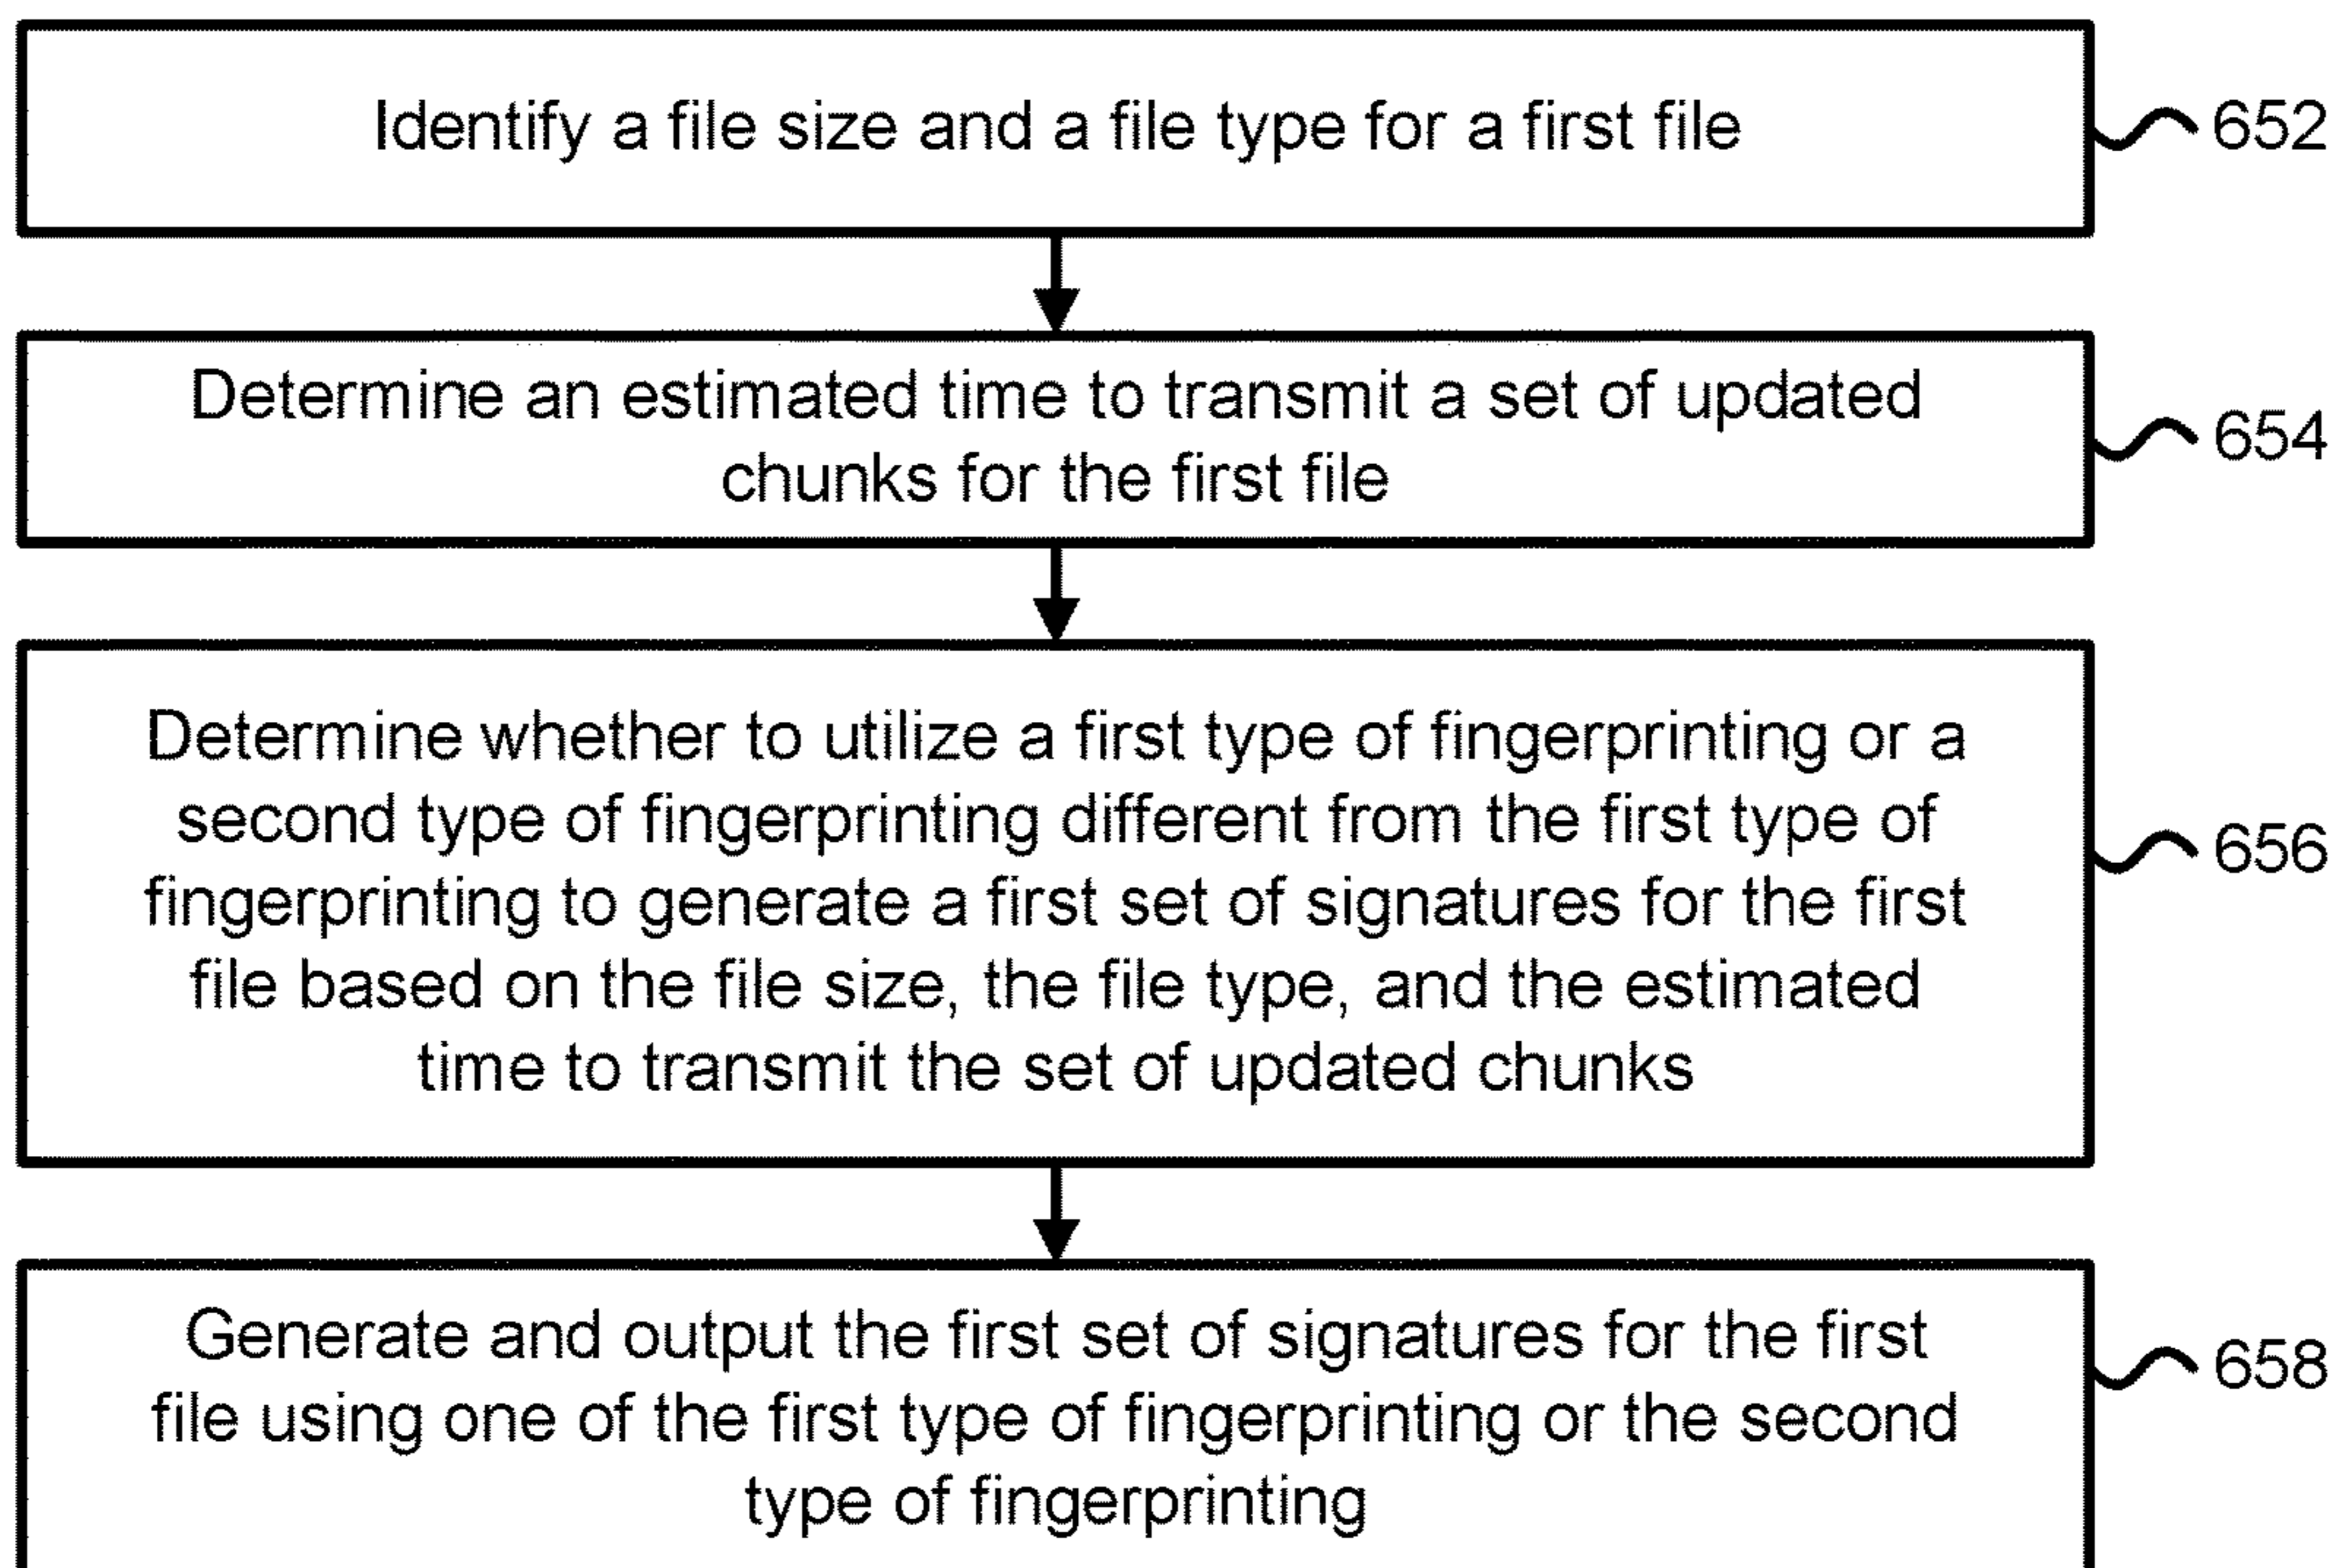 Identify a file size and a file type for a first file
652
Determine an estimated time to transmit a set of updated
chunks for the first file
654
Determine whether to utilize a first type of fingerprinting or a
second type of fingerprinting different from the first type of
fingerprinting to generate a first set of signatures for the first
file based on the file size, the file type, and the estimated
time to transmit the set of updated chunks
656
Generate and output the first set of signatures for the first
file using one of the first type of fingerprinting or the second
type of fingerprinting
658